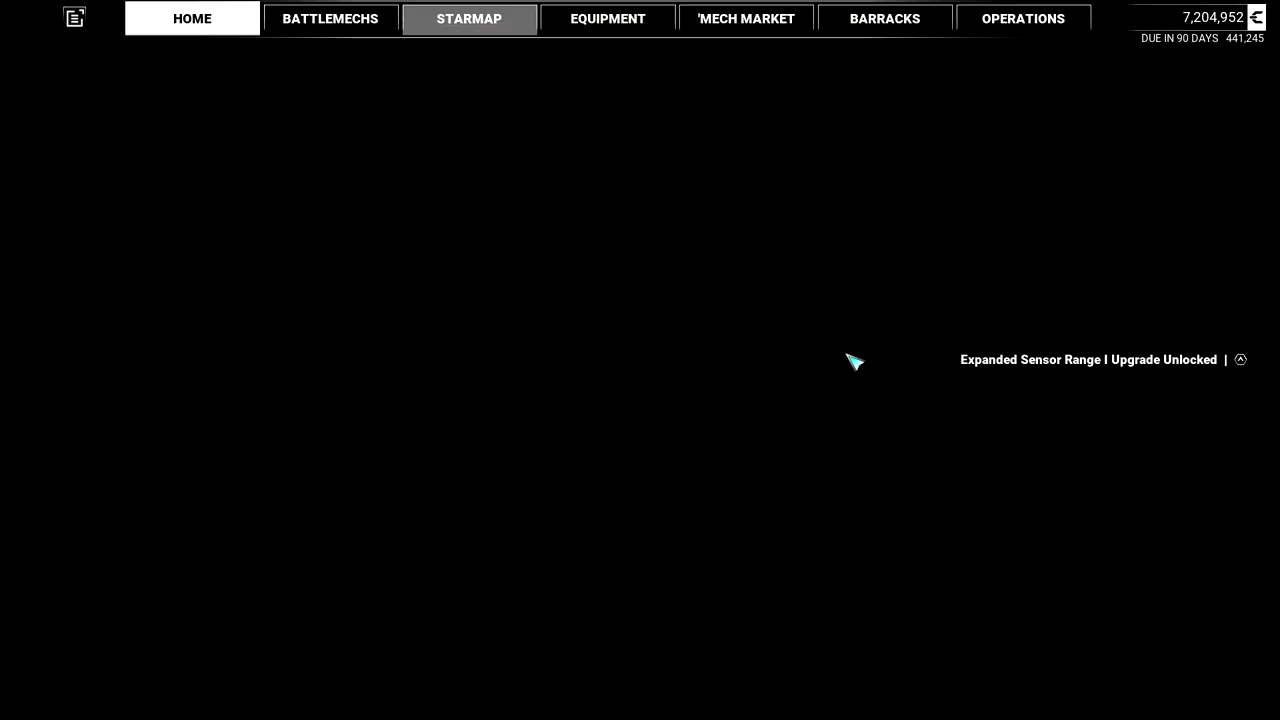 HOME
BATTLEMECHS
STARMAP
EQUIPMENT
'MECH MARKET
BARRACKS
OPERATIONS
7,204,952
DUE IN 90 DAYS 441,245
Expanded Sensor Range I Upgrade Unlocked |